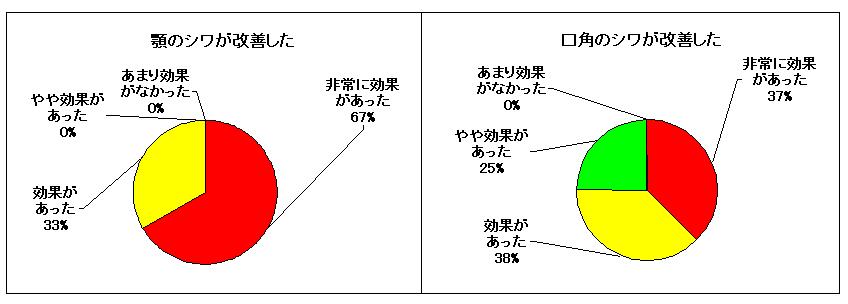 顎のシワが改善した
あまり効果
がなかった
0%
非常に効果
があった
67%
やや効果が
あった
0%
効果が
あった
33%
口角のシワが改善した
あまり効果
がなかった
0%
非常に効果
があった
37%
やや効果が
あった
25%
効果が
あった
38%